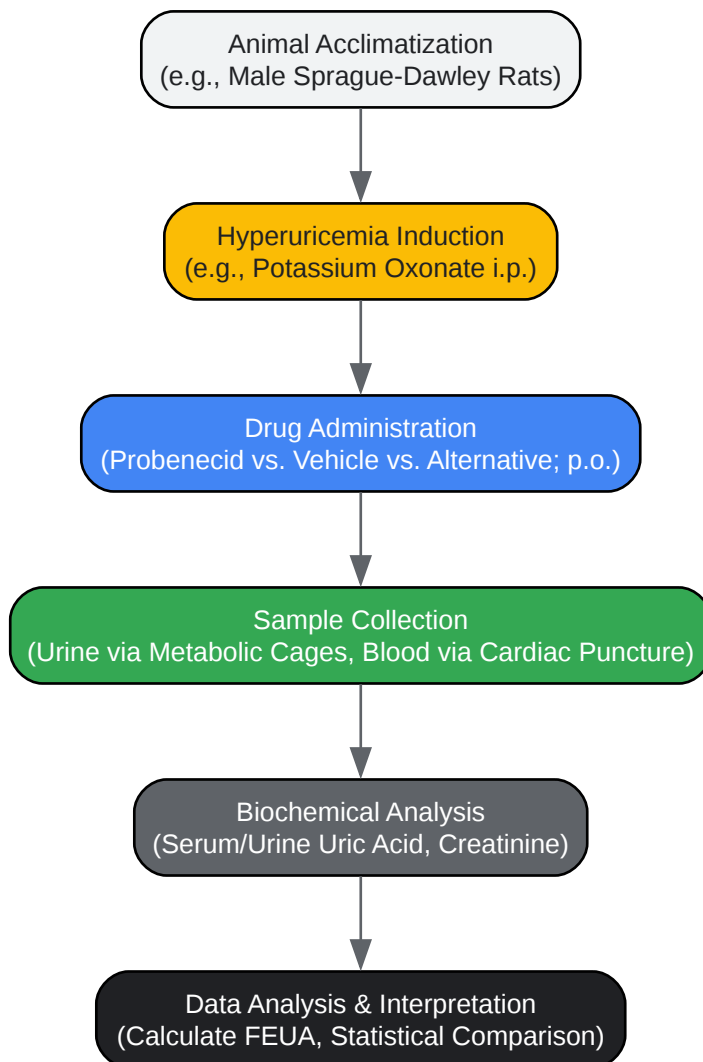 Animal Acclimatization
(e.g., Male Sprague-Dawley Rats)
Hyperuricemia Induction
(e.g., Potassium Oxonate i.p.)
Drug Administration
(Probenecid vs. Vehicle vs. Alternative; p.o.)
Sample Collection
(Urine via Metabolic Cages, Blood via Cardiac Puncture)
Biochemical Analysis
(Serum/Urine Uric Acid, Creatinine)
Data Analysis & Interpretation
(Calculate FEUA, Statistical Comparison)